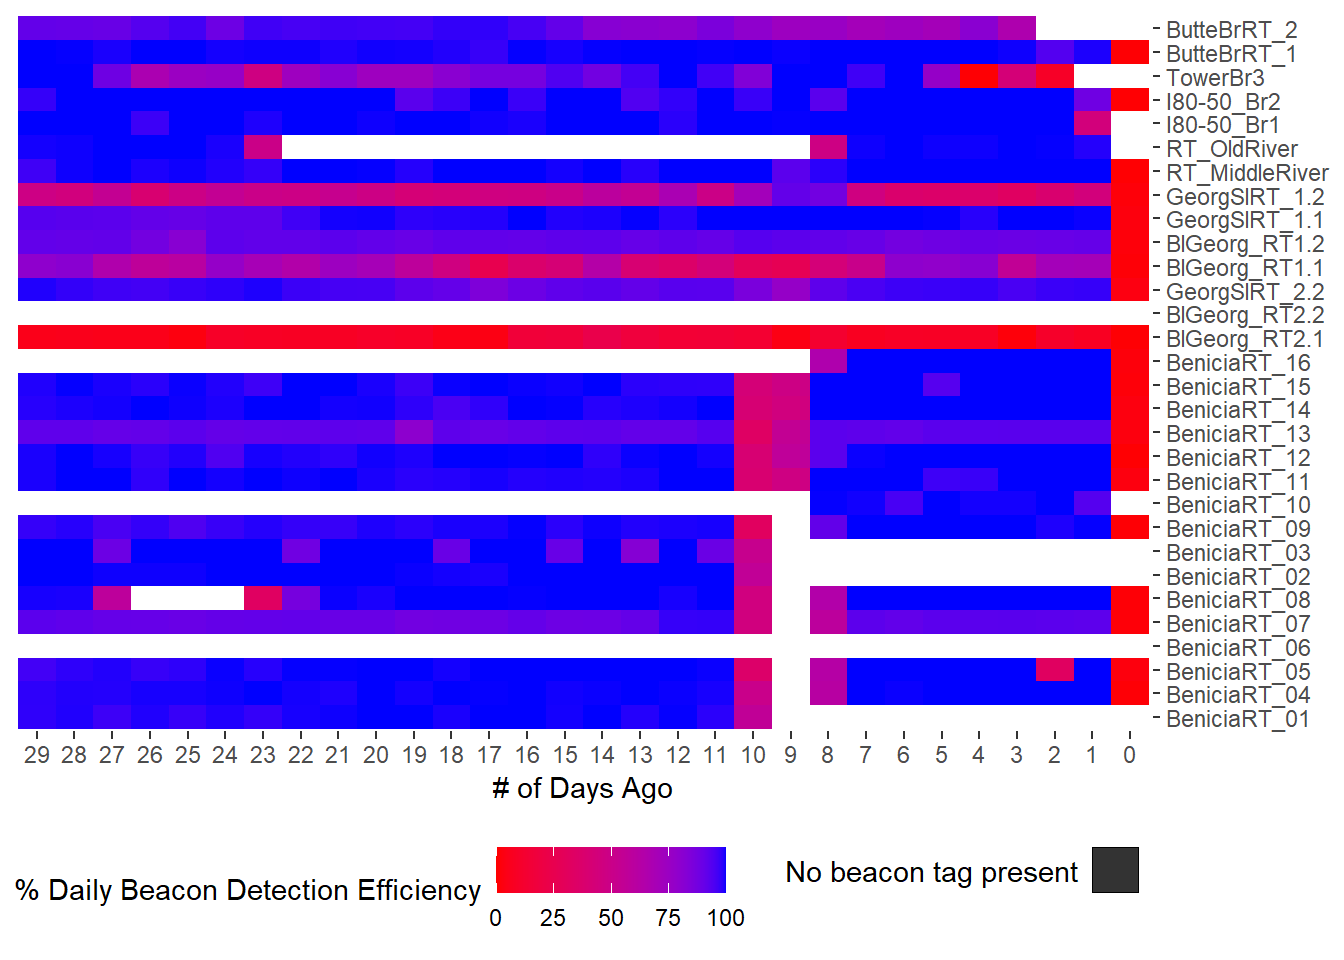 ButteBrRT_2
ButteBrRT_1
TowerBr3
I80-50_Br2
I80-50_Br1
RT_OldRiver
RT_MiddleRiver
GeorgSlRT_1.2
GeorgSlRT_1.1
BlGeorg_RT1.2
BlGeorg_RT1.1
GeorgSlRT_2.2
BlGeorg_RT2.2
BlGeorg_RT2.1
BeniciaRT_16
BeniciaRT_15
BeniciaRT_14
BeniciaRT_13
BeniciaRT_12
BeniciaRT_11
BeniciaRT_10
BeniciaRT_09
BeniciaRT_03
BeniciaRT_02
BeniciaRT_08
BeniciaRT_07
BeniciaRT_06
BeniciaRT_05
BeniciaRT_04
BeniciaRT_01
29 28 27 26 25 24 23 22 21 20 19 18 17 16 15 14 13 12 11 10 9 8 7 6 5 4 3 2 1 0
# of Days Ago
% Daily Beacon Detection Efficiency
0 25 50 75 100
No beacon tag present